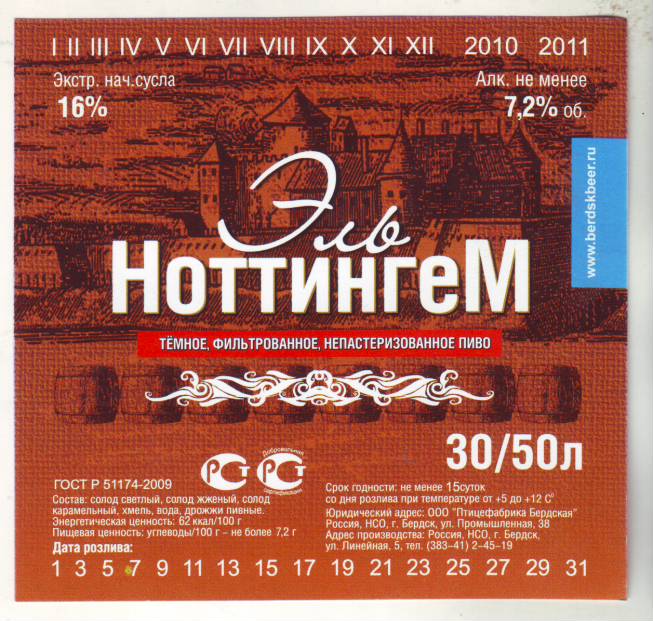 I II III IV V VI VII VIII IX X XI XII 2010 2011
Экстр. нач.сусла
16%
Алк. не менее
7,2% об.
www.berdskbeer.ru
Эль
Ноттингем
ТЁМНОЕ, ФИЛЬТРОВАННОЕ, НЕПАСТЕРИЗОВАННОЕ ПИВО
30/50л
РСТ
Добровольная
РСТ
сертификация
ГОСТ Р 51174-2009
Состав: солод светлый, солод жженый, солод
карамельный, хмель, вода, дрожжи пивные.
Энергетическая ценность: 62 ккал/100 г
Пищевая ценность: углеводы/100 г – не более 7,2 г
Срок годности: не менее 15суток
со дня розлива при температуре от +5 до +12 С⁰
Юридический адрес: ООО "Птицефабрика Бердская"
Россия, НСО, г. Бердск, ул. Промышленная, 38
Адрес производства: Россия, НСО, г. Бердск,
ул. Линейная, 5, тел. (383-41) 2-45-19
Дата розлива:
1 3 5 7 9 11 13 15 17 19 21 23 25 27 29 31